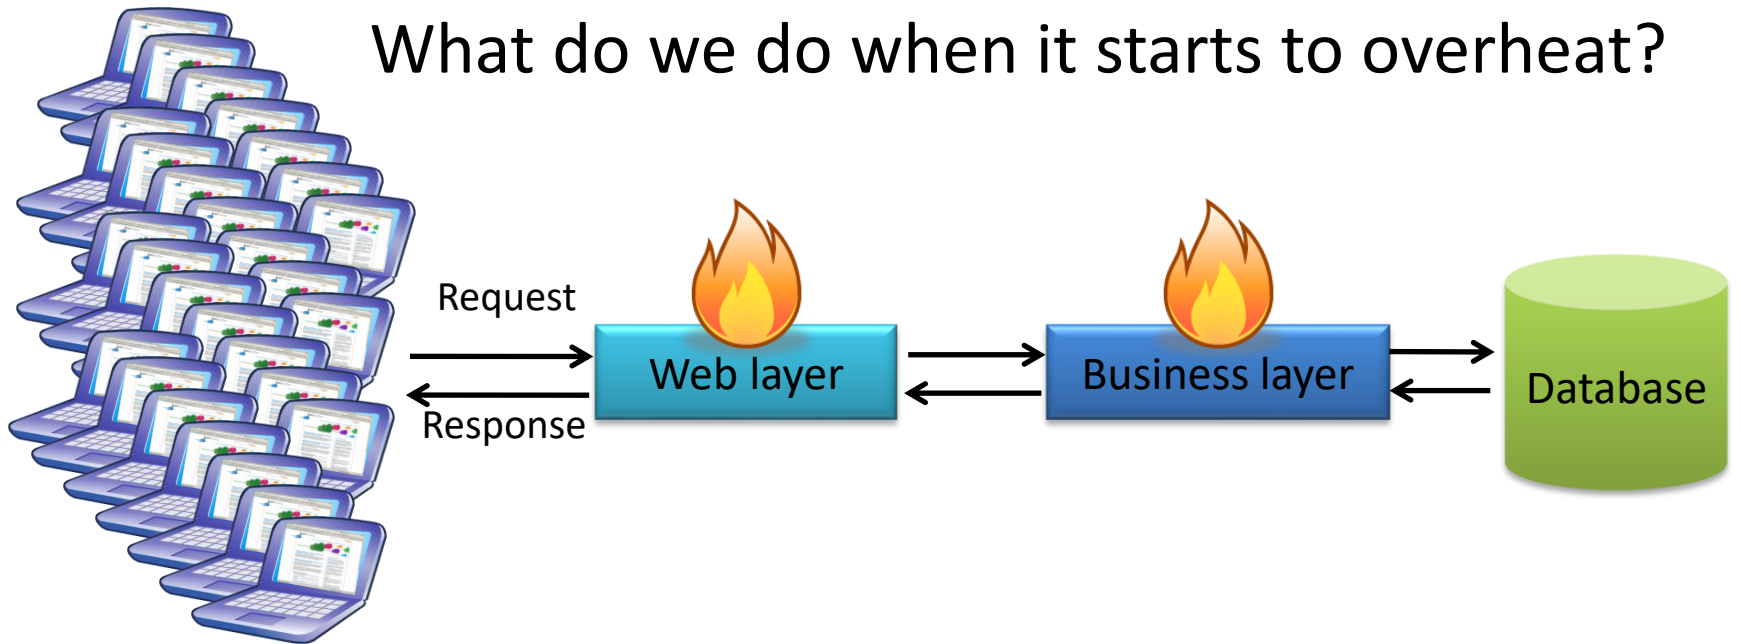 What do we do when it starts to overheat?
Request
Response
Web layer
Business layer
Database